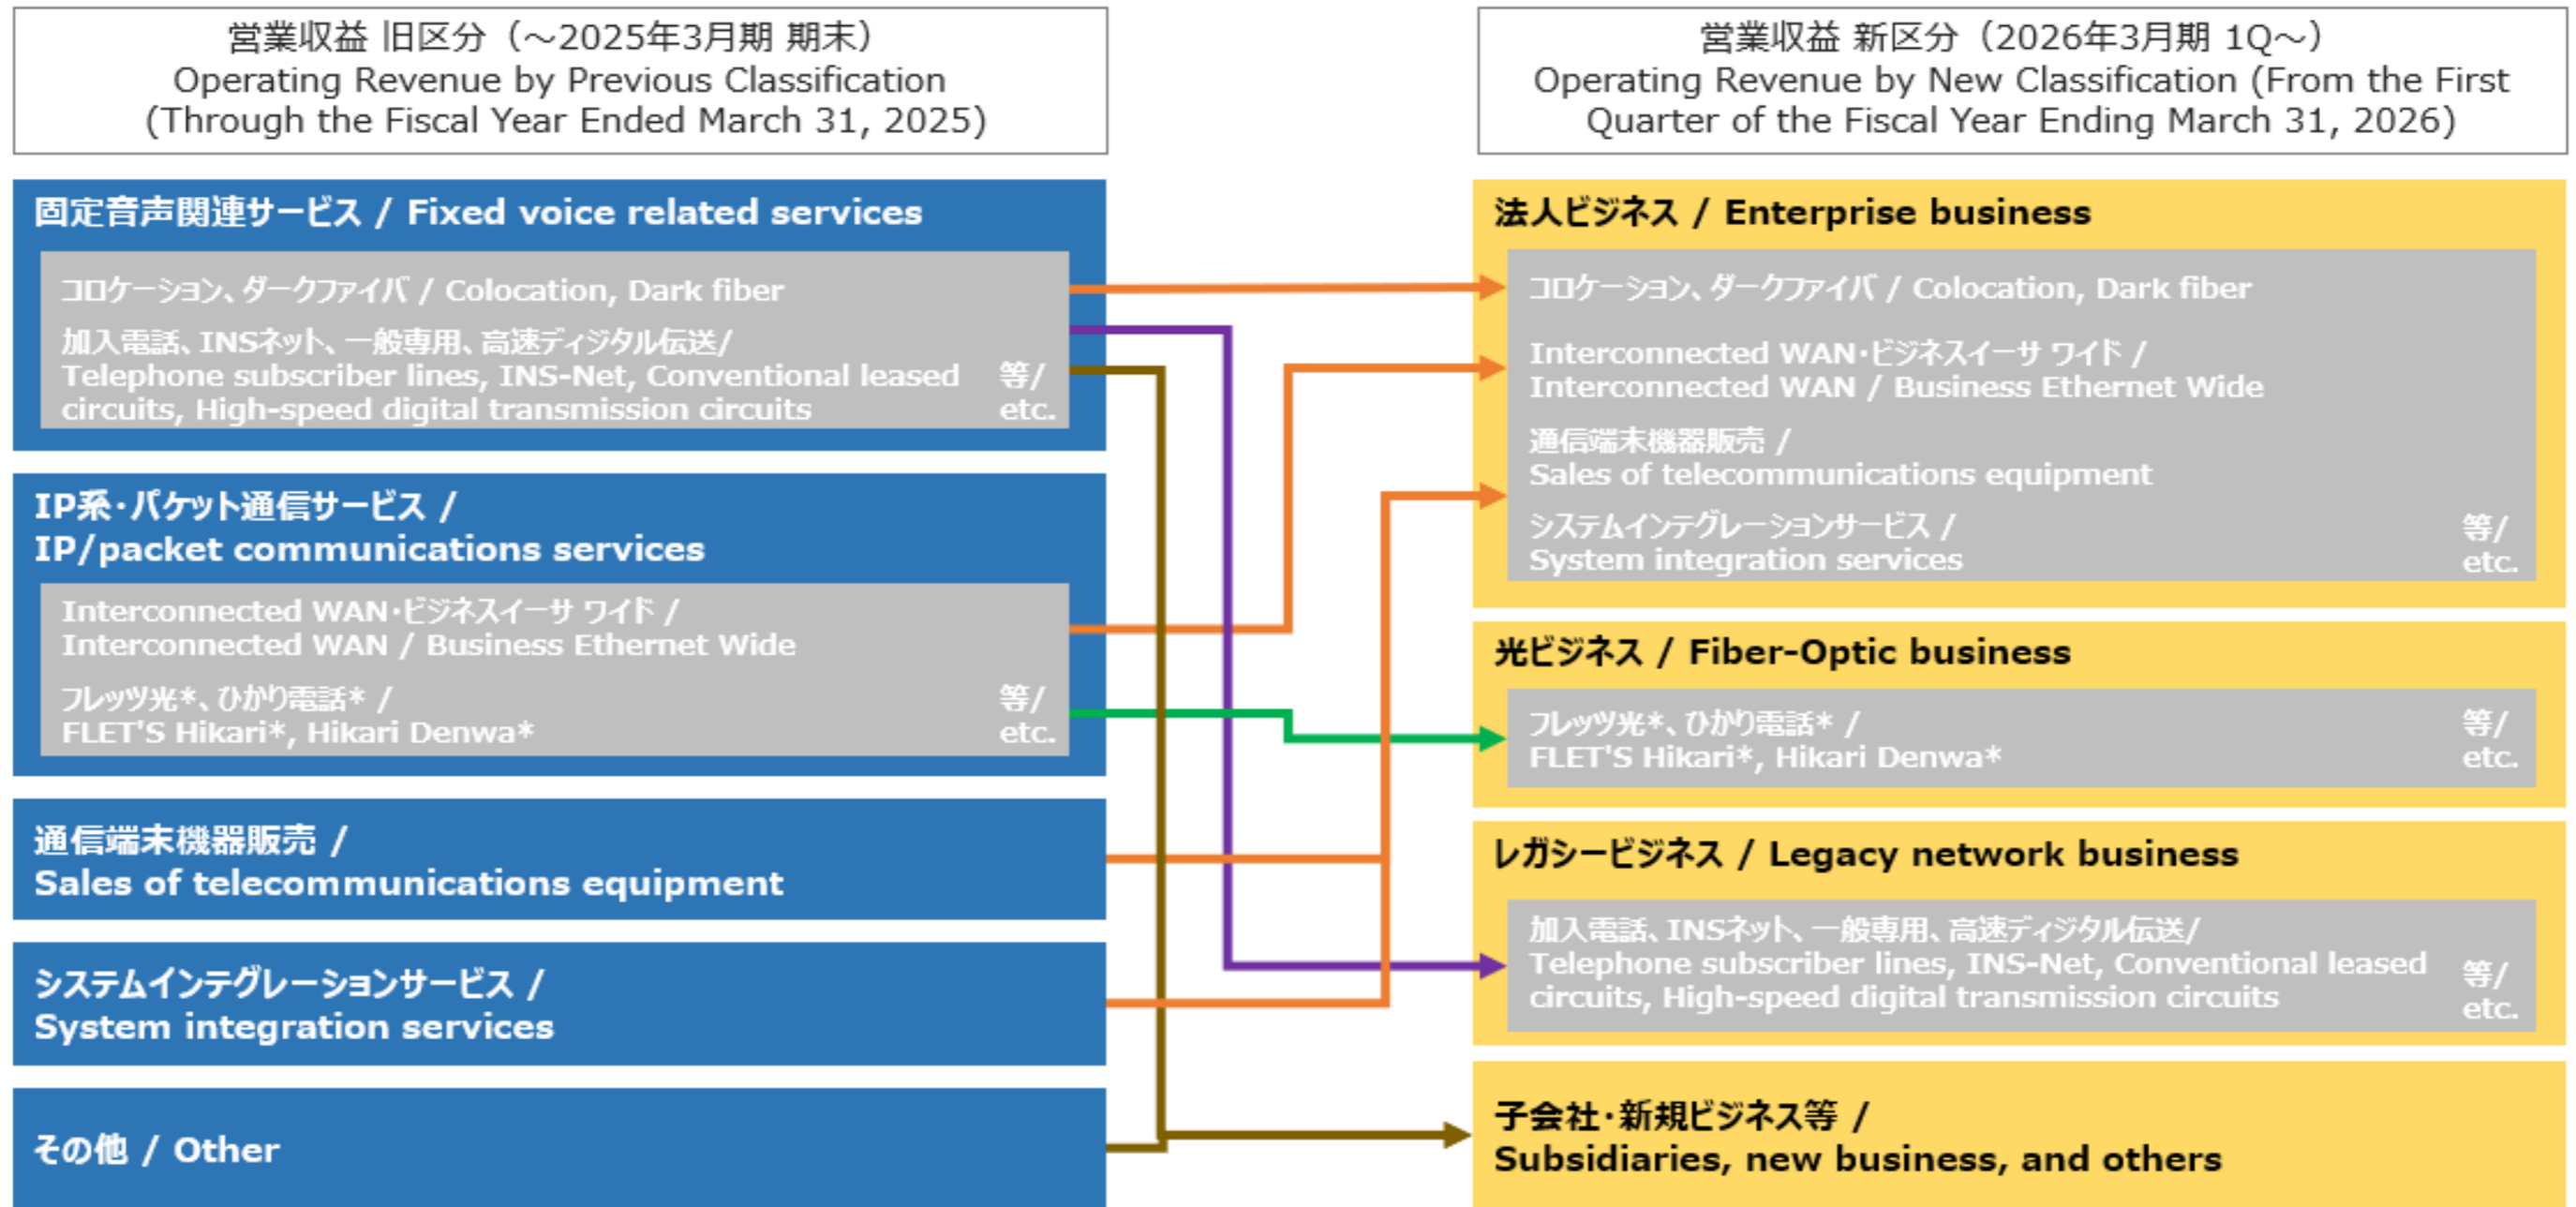 営業収益 旧区分（～2025年3月期 期末）
Operating Revenue by Previous Classification
(Through the Fiscal Year Ended March 31, 2025)
固定音声関連サービス / Fixed voice related services
コロケーション、ダークファイバ / Colocation, Dark fiber
加入電話、INSネット、一般専用、高速ディジタル伝送/
Telephone subscriber lines, INS-Net, Conventional leased
circuits, High-speed digital transmission circuits
等/
etc.
IP系・パケット通信サービス /
IP/packet communications services
Interconnected WAN・ビジネスイーサ ワイド /
Interconnected WAN / Business Ethernet Wide
フレッツ光*、ひかり電話* /
FLET'S Hikari*, Hikari Denwa*
等/
etc.
通信端末機器販売 /
Sales of telecommunications equipment
システムインテグレーションサービス /
System integration services
その他 / Other
営業収益 新区分（2026年3月期 1Q～）
Operating Revenue by New Classification (From the First
Quarter of the Fiscal Year Ending March 31, 2026)
法人ビジネス / Enterprise business
コロケーション、ダークファイバ / Colocation, Dark fiber
Interconnected WAN・ビジネスイーサ ワイド /
Interconnected WAN / Business Ethernet Wide
通信端末機器販売 /
Sales of telecommunications equipment
システムインテグレーションサービス /
System integration services
等/
etc.
光ビジネス / Fiber-Optic business
フレッツ光*、ひかり電話* /
FLET'S Hikari*, Hikari Denwa*
等/
etc.
レガシービジネス / Legacy network business
加入電話、INSネット、一般専用、高速ディジタル伝送/
Telephone subscriber lines, INS-Net, Conventional leased
circuits, High-speed digital transmission circuits
等/
etc.
子会社・新規ビジネス等 /
Subsidiaries, new business, and others